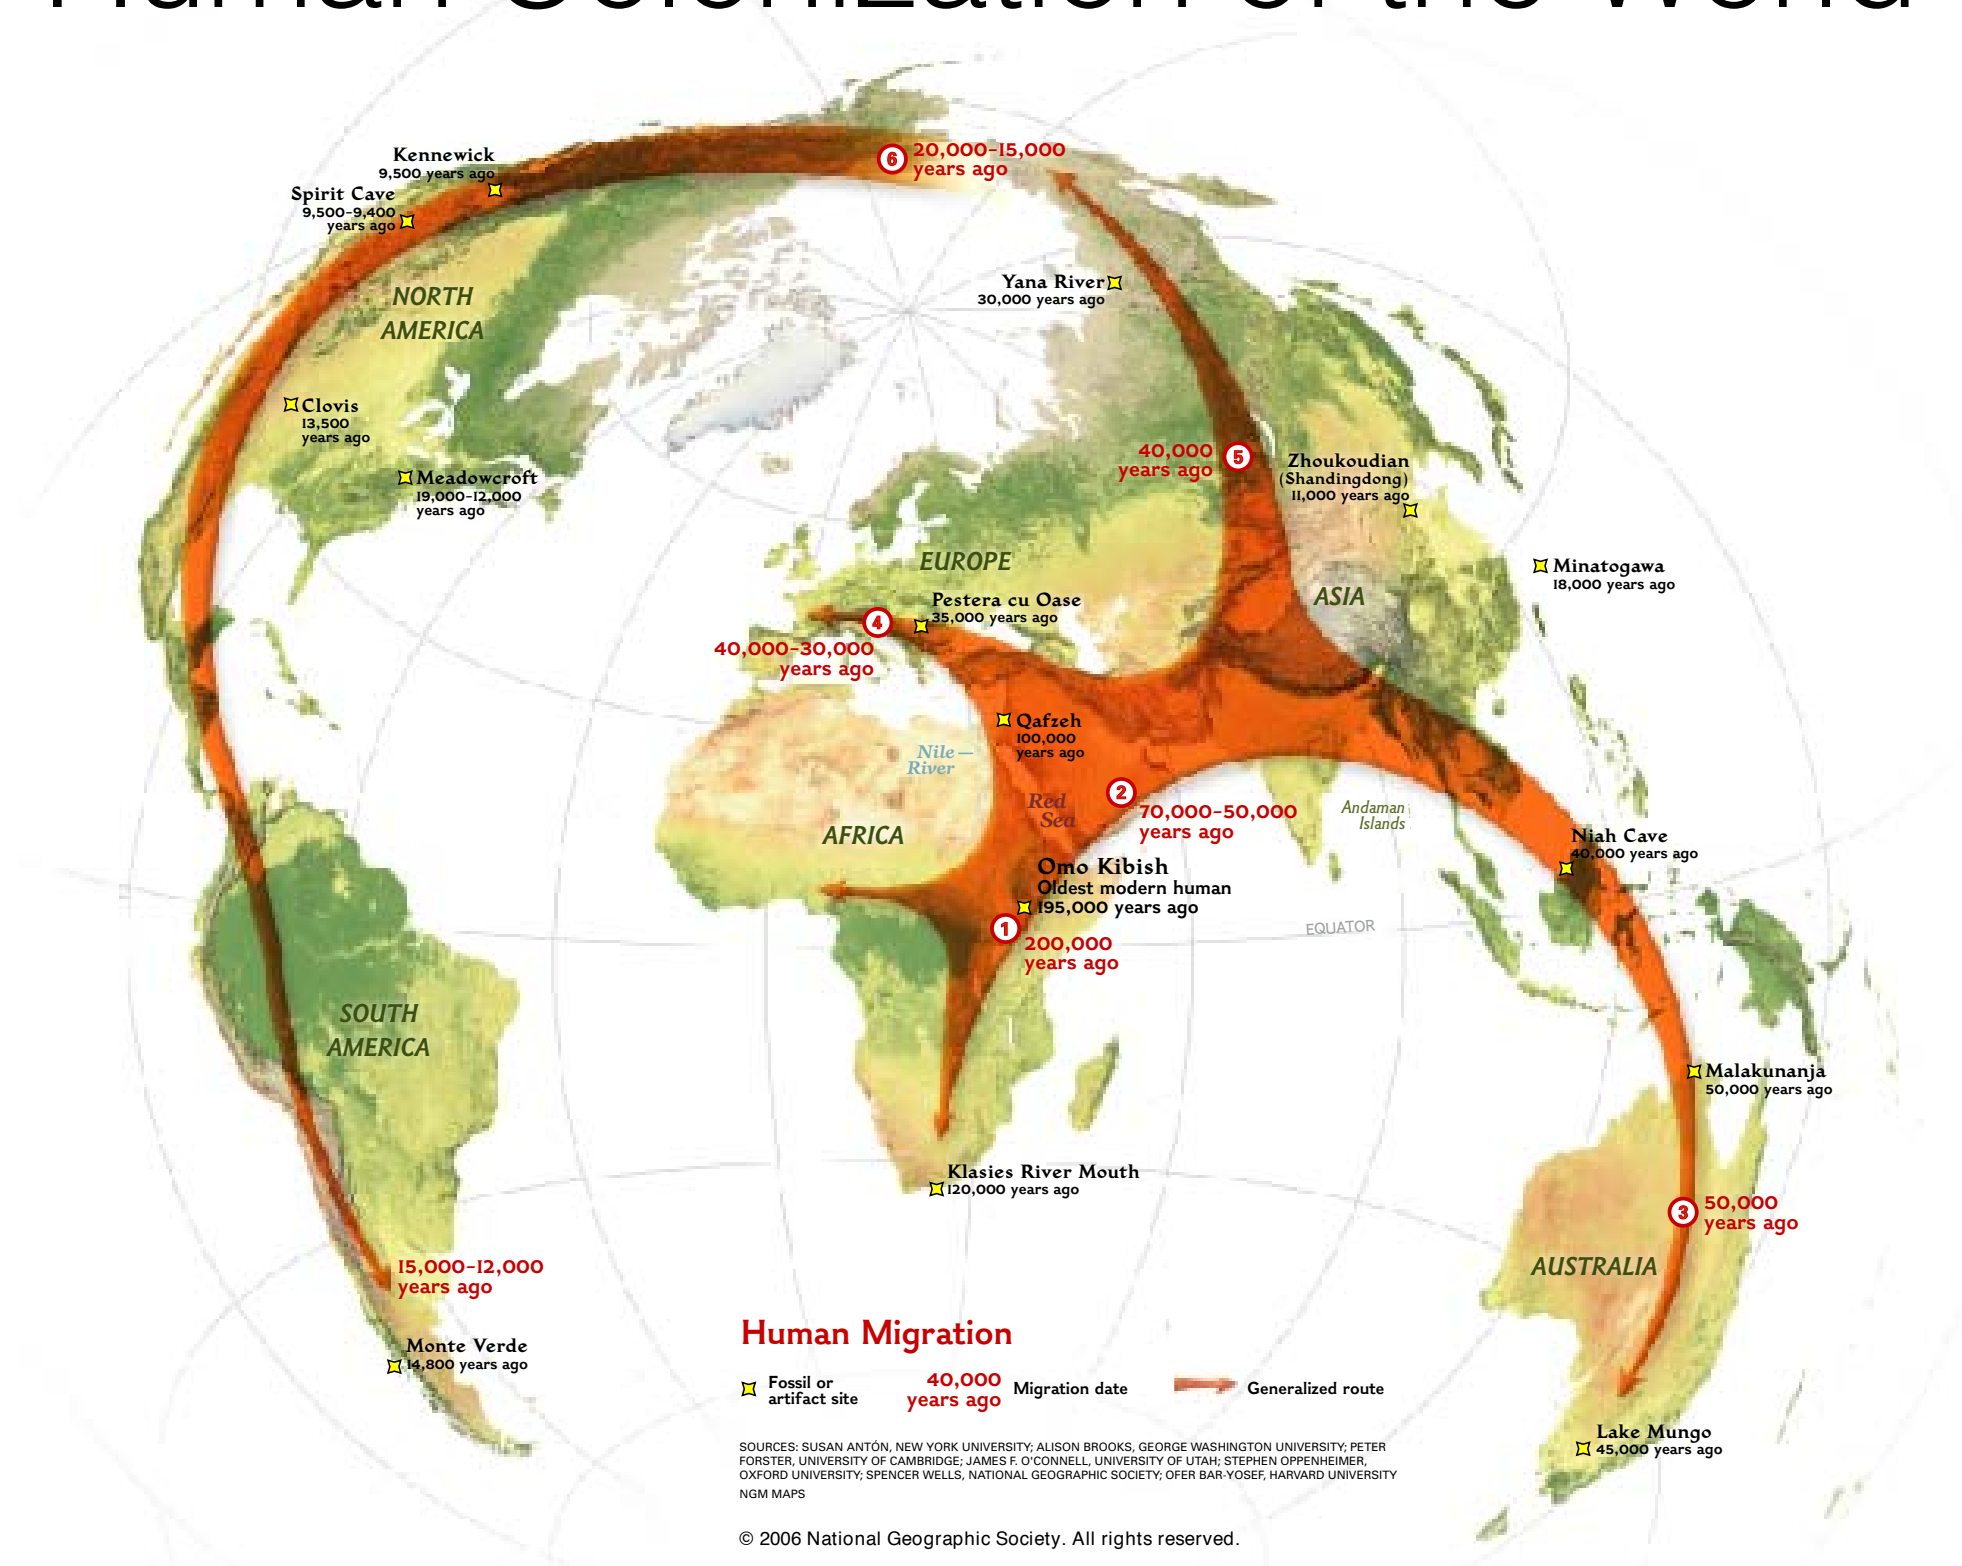 Human Colonization of the World
6
20,000-15,000
years ago
Kennewick
9,500 years ago
Spirit Cave
9,500-9,400
years ago
NORTH
AMERICA
Yana River
30,000 years ago
Clovis
13,500
years ago
Meadowcroft
19,000-12,000
years ago
40,000
years ago
5
Zhoukoudian
(Shandingdong)
11,000 years ago
EUROPE
Minatogawa
18,000 years ago
ASIA
Pestera cu Oase
35,000 years ago
4
40,000-30,000
years ago
Qafzeh
100,000
years ago
Nile
River
Red
Sea
2
70,000-50,000
years ago
Andaman
Islands
AFRICA
Niah Cave
40,000 years ago
Omo Kibish
Oldest modern human
195,000 years ago
1
200,000
years ago
EQUATOR
SOUTH
AMERICA
Malakunanja
50,000 years ago
Klasies River Mouth
120,000 years ago
3
50,000
years ago
AUSTRALIA
15,000-12,000
years ago
Monte Verde
14,800 years ago
Human Migration
Fossil or
artifact site
40,000
years ago
Migration date
Generalized route
Lake Mungo
45,000 years ago
SOURCES: SUSAN ANTÓN, NEW YORK UNIVERSITY; ALISON BROOKS, GEORGE WASHINGTON UNIVERSITY; PETER
FORSTER, UNIVERSITY OF CAMBRIDGE; JAMES F. O'CONNELL, UNIVERSITY OF UTAH; STEPHEN OPPENHEIMER,
OXFORD UNIVERSITY; SPENCER WELLS, NATIONAL GEOGRAPHIC SOCIETY; OFER BAR-YOSEF, HARVARD UNIVERSITY
NGM MAPS
© 2006 National Geographic Society. All rights reserved.